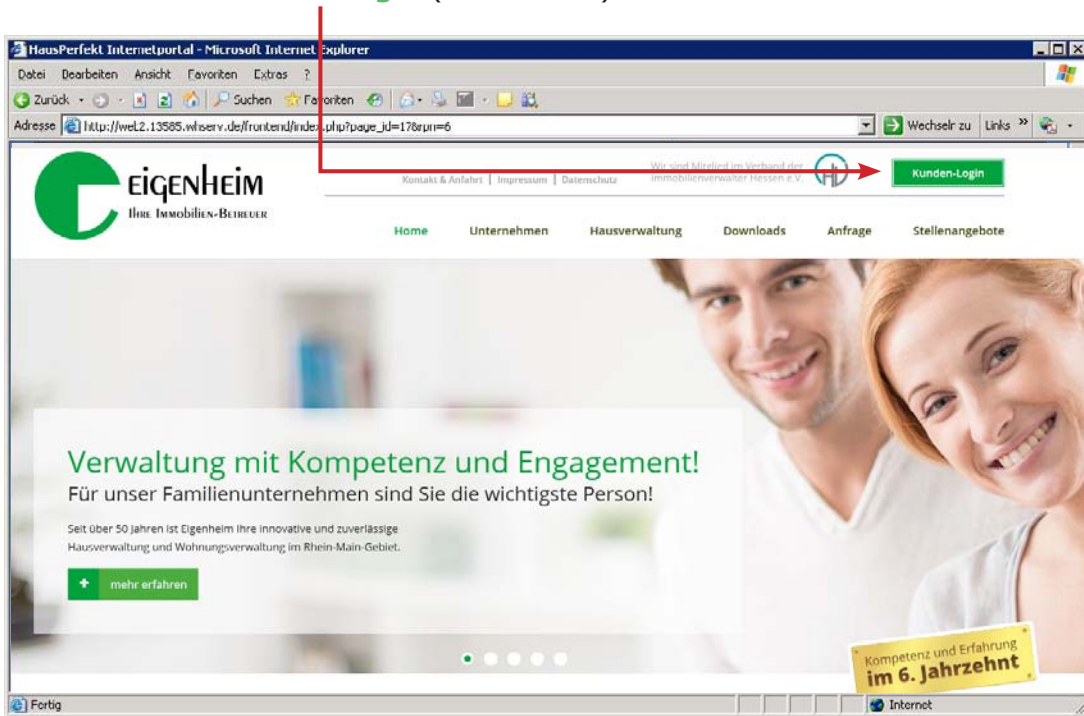 HausPerfekt Internetportal - Microsoft Internet Explorer
Datei Bearbeiten Ansicht Favoriten Extras ?
Zurück Suchen Favoriten
Adresse http://wel.2.13585.whserv.de/frontend/index.php?page_id=17&rpn=6 Wechseln zu Links »
EIGENHEIM
IHRE IMMOBILIEN-BETREUER
Kontakt & Anfahrt | Impressum | Datenschutz
Wir sind Mitglied im Verband der
Immobilienverwalter Hessen e.V.
Kunden-Login
Home Unternehmen Hausverwaltung Downloads Anfrage Stellenangebote
Verwaltung mit Kompetenz und Engagement!
Für unser Familienunternehmen sind Sie die wichtigste Person!
Seit über 50 Jahren ist Eigenheim Ihre innovative und zuverlässige
Hausverwaltung und Wohnungsverwaltung im Rhein-Main-Gebiet.
+ mehr erfahren
Kompetenz und Erfahrung
im 6. Jahrzehnt
Fertig Internet